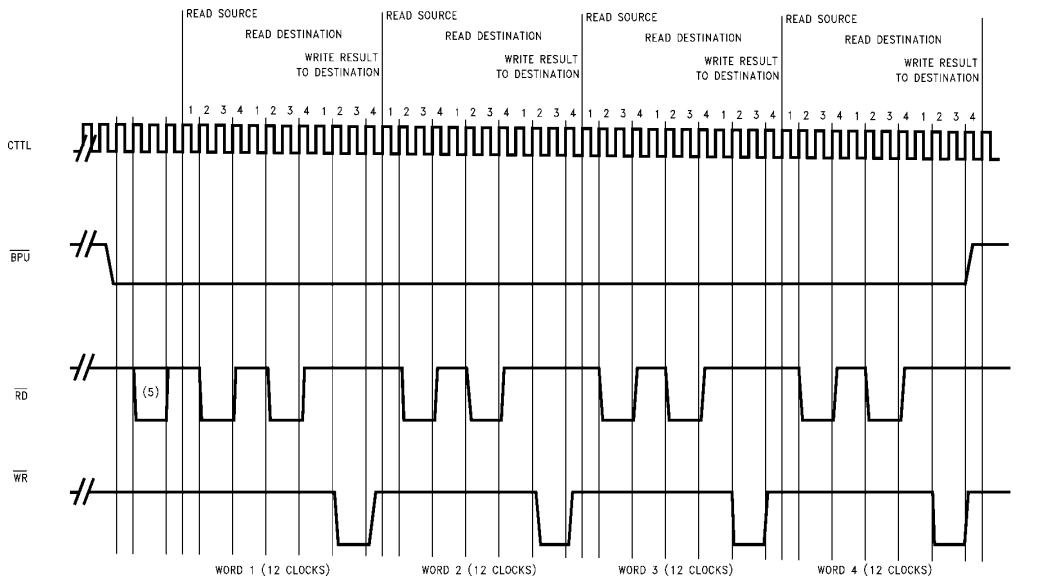 READ SOURCE READ SOURCE READ SOURCE READ SOURCE
READ DESTINATION READ DESTINATION READ DESTINATION READ DESTINATION
WRITE RESULT WRITE RESULT WRITE RESULT WRITE RESULT
TO DESTINATION TO DESTINATION TO DESTINATION TO DESTINATION
1 2 3 4 1 2 3 4 1 2 3 4 1 2 3 4 1 2 3 4 1 2 3 4 1 2 3 4 1 2 3 4 1 2 3 4 1 2 3 4 1 2 3 4 1 2 3 4
CTTL
BPU
RD (5)
WR
WORD 1 (12 CLOCKS) WORD 2 (12 CLOCKS) WORD 3 (12 CLOCKS) WORD 4 (12 CLOCKS)